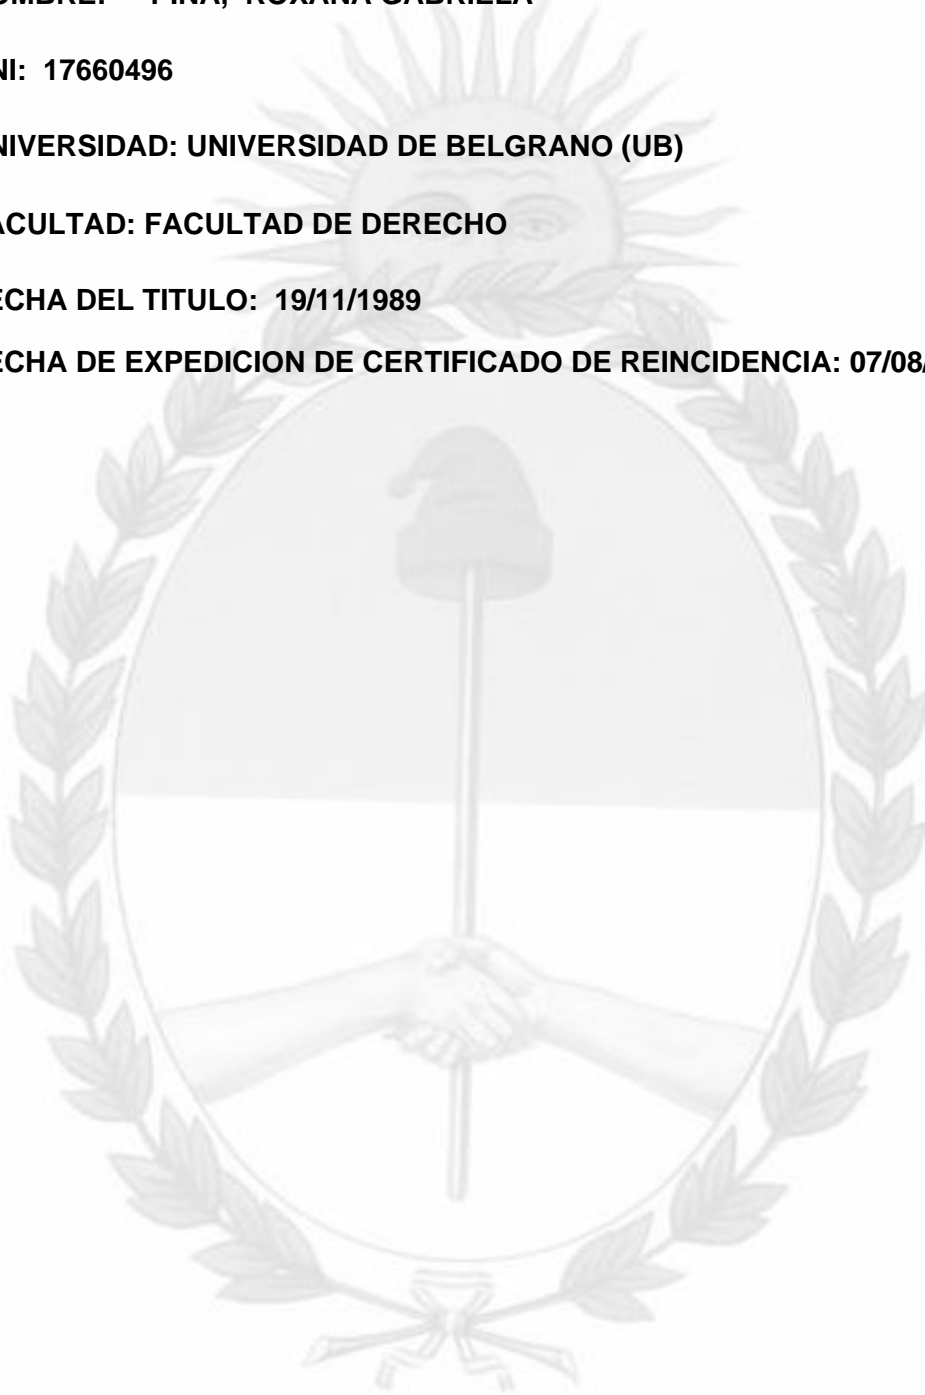 OMBRE: PINA, ROXANA GABRIELA
NI: 17660496
NIVERSIDAD: UNIVERSIDAD DE BELGRANO (UB)
ACULTAD: FACULTAD DE DERECHO
ECHA DEL TITULO: 19/11/1989
ECHA DE EXPEDICION DE CERTIFICADO DE REINCIDENCIA: 07/08/